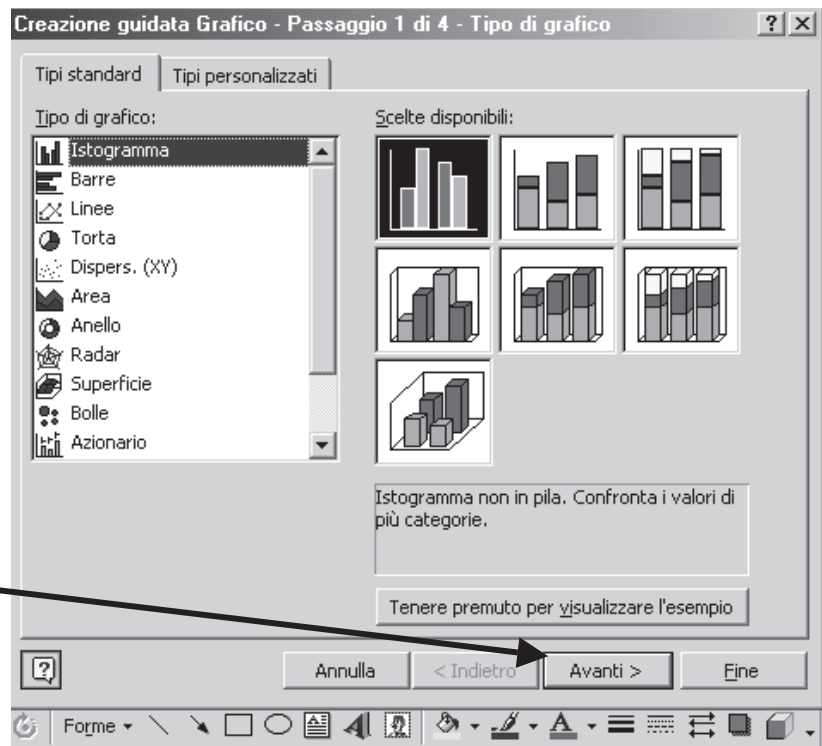 Creazione guidata Grafico - Passaggio 1 di 4 - Tipo di grafico
Tipi standard
Tipi personalizzati
Tipo di grafico:
Istogramma
Barre
Linee
Torta
Dispers. (XY)
Area
Anello
Radar
Superficie
Bolle
Azionario
Scelte disponibili:
Istogramma non in pila. Confronta i valori di
più categorie.
Tenere premuto per visualizzare l'esempio
Annulla
< Indietro
Avanti >
Fine
Forme